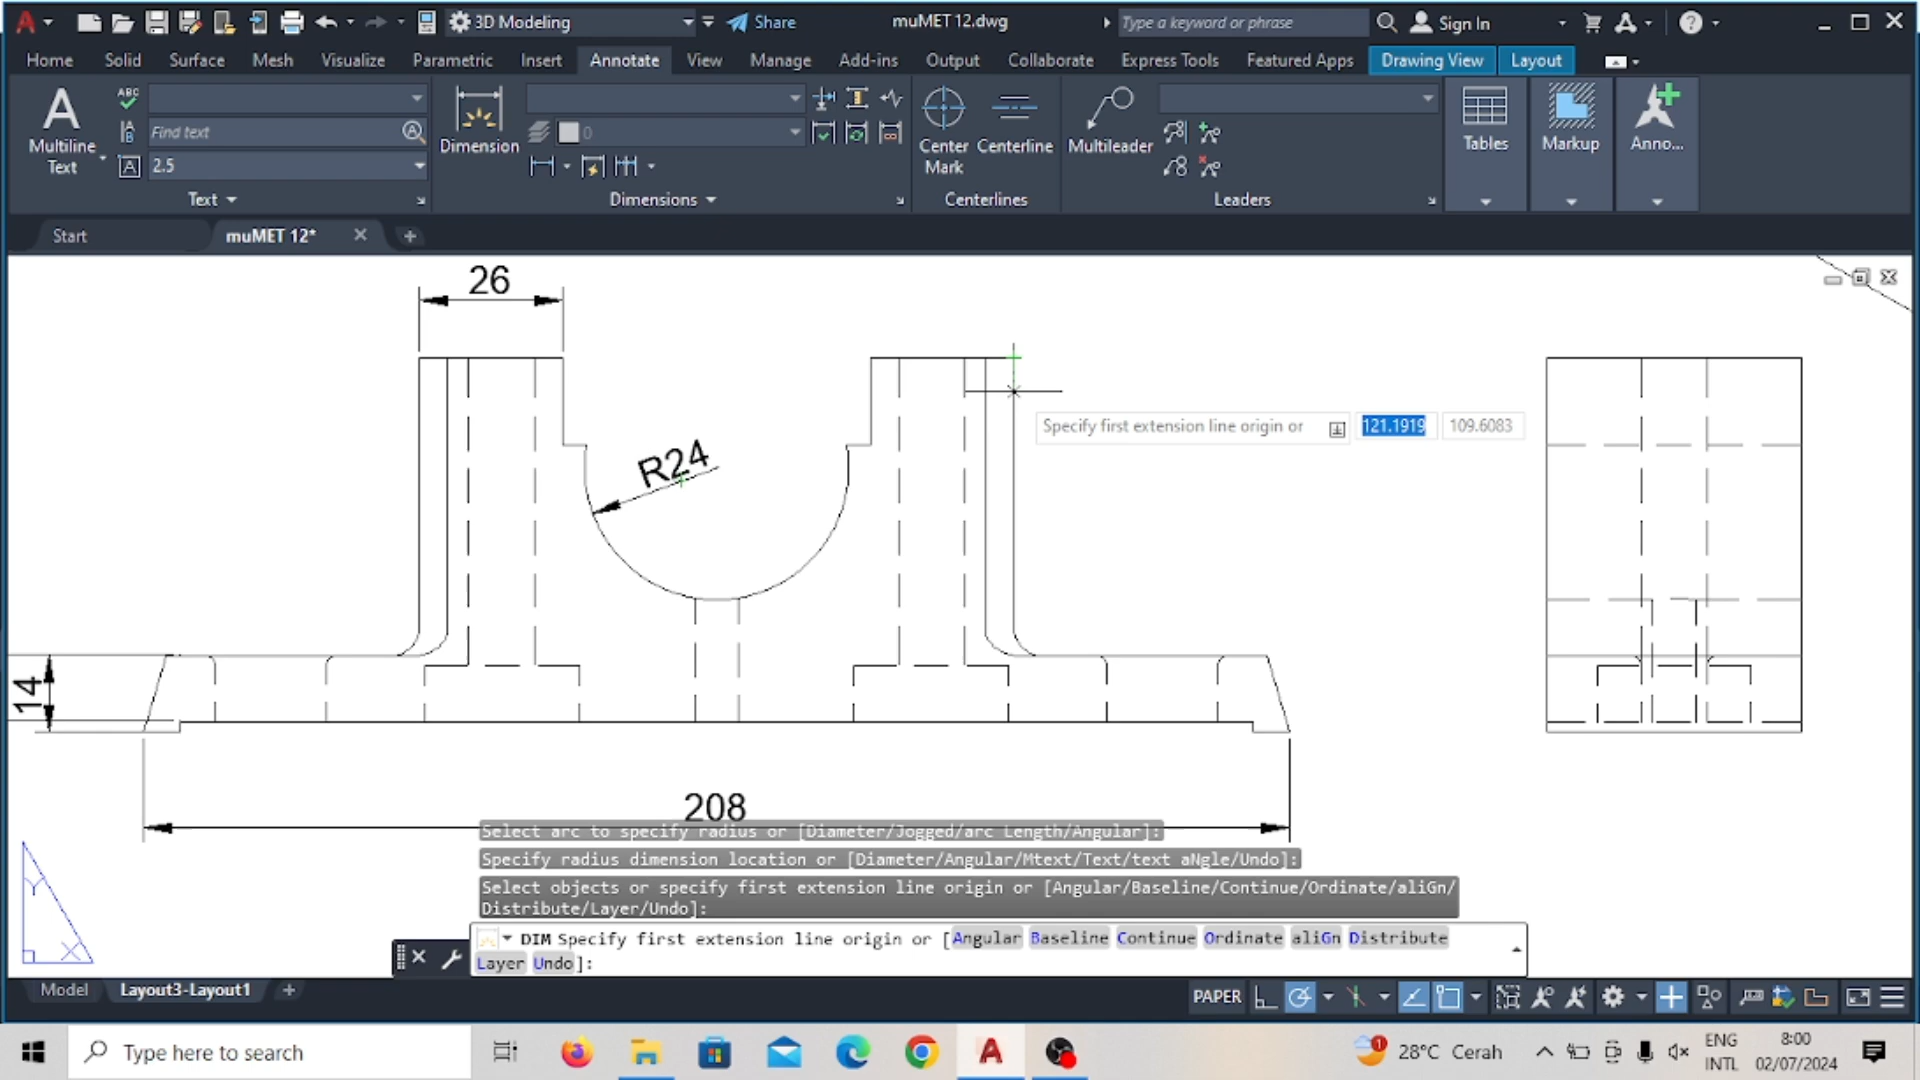 3D Modeling
Share
muMET 12.dwg
Type a keyword or phrase
Sign In
Home Solid Surface Mesh Visualize Parametric Insert Annotate View Manage Add-ins Output Collaborate Express Tools Featured Apps Drawing View Layout
A
Multiline
Text
ABC
Find text
2.5
Text
Dimension
0
Dimensions
Center
Mark
Centerline
Centerlines
Multileader
Leaders
Tables
Markup
Anno...
Start
muMET 12*
26
Specify first extension line origin or 121.1919 109.6083
R24
14
208
Select arc to specify radius or [Diameter/Jogged/arc Length/Angular]:
Specify radius dimension location or [Diameter/Angular/Mtext/Text/text aNgle/Undo]:
Select objects or specify first extension line origin or [Angular/Baseline/Continue/Ordinate/aliGn/
Distribute/Layer/Undo]:
DIM Specify first extension line origin or [Angular Baseline Continue Ordinate aliGn Distribute
Layer Undo]:
Y
X
Model
Layout3-Layout1
PAPER
Type here to search
1
28°C Cerah
ENG
INTL
8:00
02/07/2024